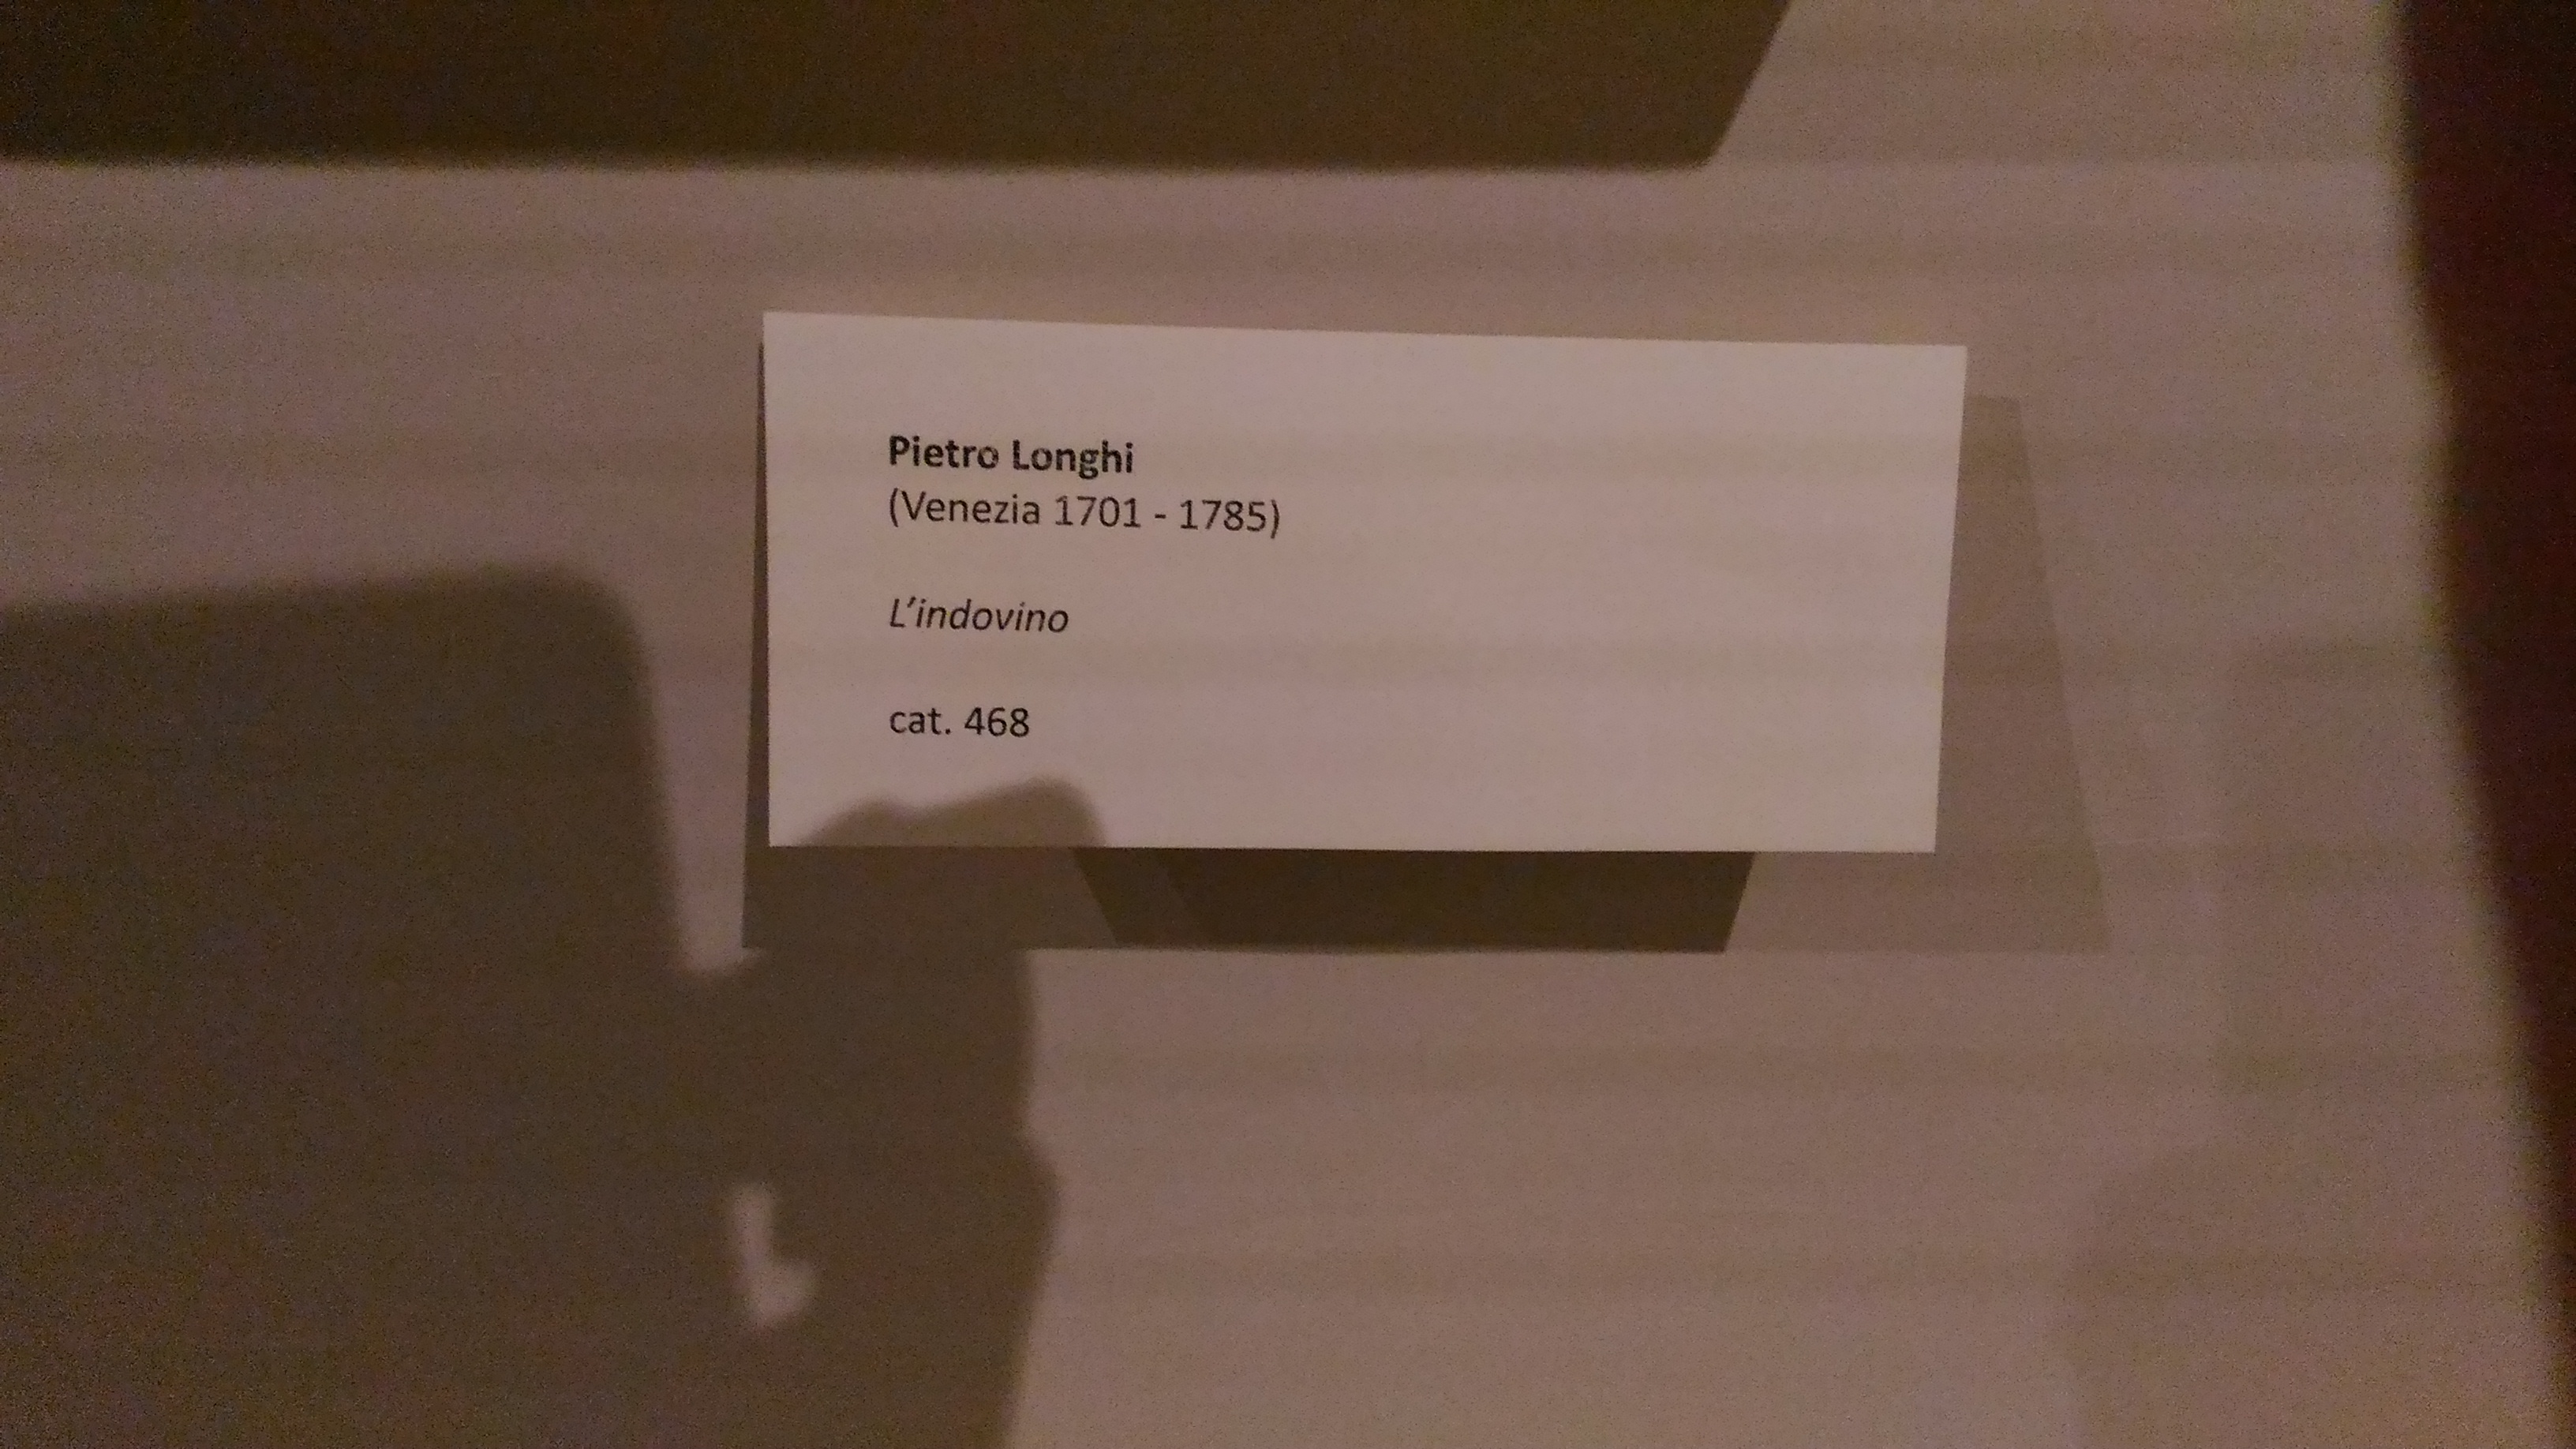 Pietro Longhi
(Venezia 1701 - 1785)
L’indovino
cat. 468